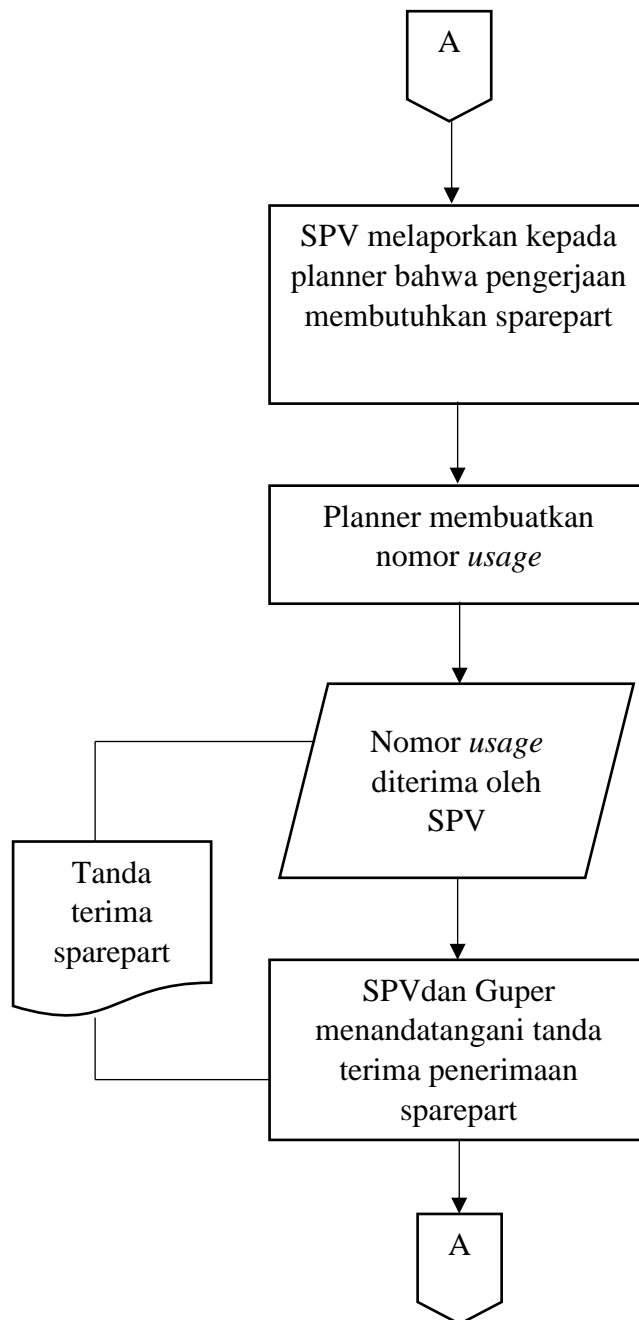 A
SPV melaporkan kepada
planner bahwa pengerjaan
membutuhkan sparepart
Planner membuatkan
nomor usage
Nomor usage
diterima oleh
SPV
Tanda
terima
sparepart
SPVdan Guper
menandatangani tanda
terima penerimaan
sparepart
A